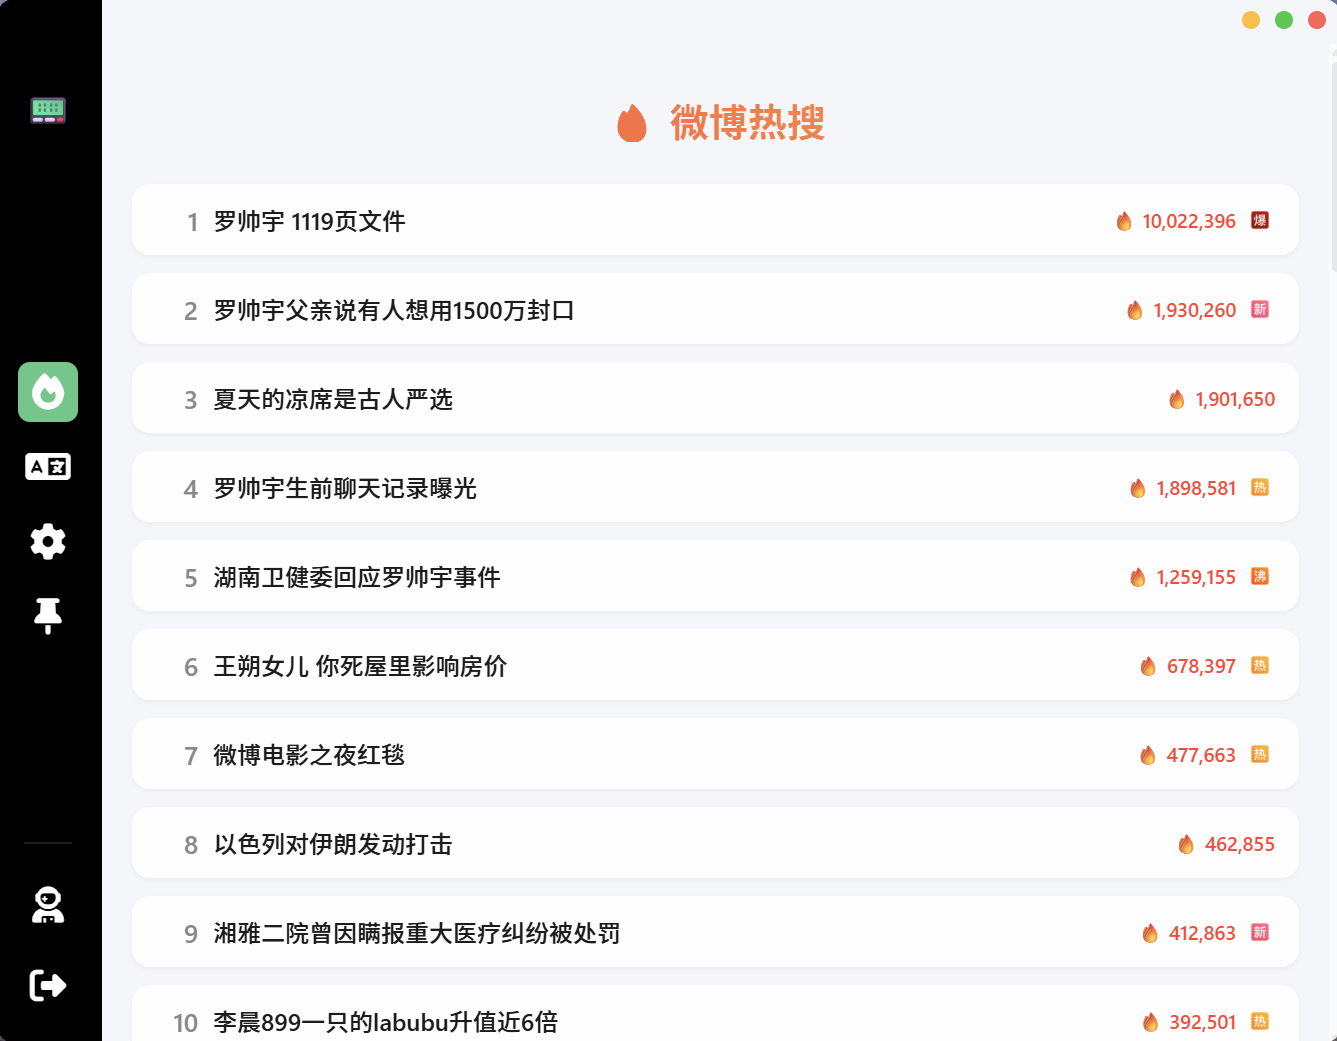 微博热搜
1 罗帅宇 1119页文件 10,022,396 爆
2 罗帅宇父亲说有人想用1500万封口 1,930,260 新
3 夏天的凉席是古人严选 1,901,650
4 罗帅宇生前聊天记录曝光 1,898,581 热
5 湖南卫健委回应罗帅宇事件 1,259,155 沸
6 王朔女儿 你死屋里影响房价 678,397 热
7 微博电影之夜红毯 477,663 热
8 以色列对伊朗发动打击 462,855
9 湘雅二院曾因瞒报重大医疗纠纷被处罚 412,863 新
10 李晨899一只的labubu升值近6倍 392,501 热
A 文